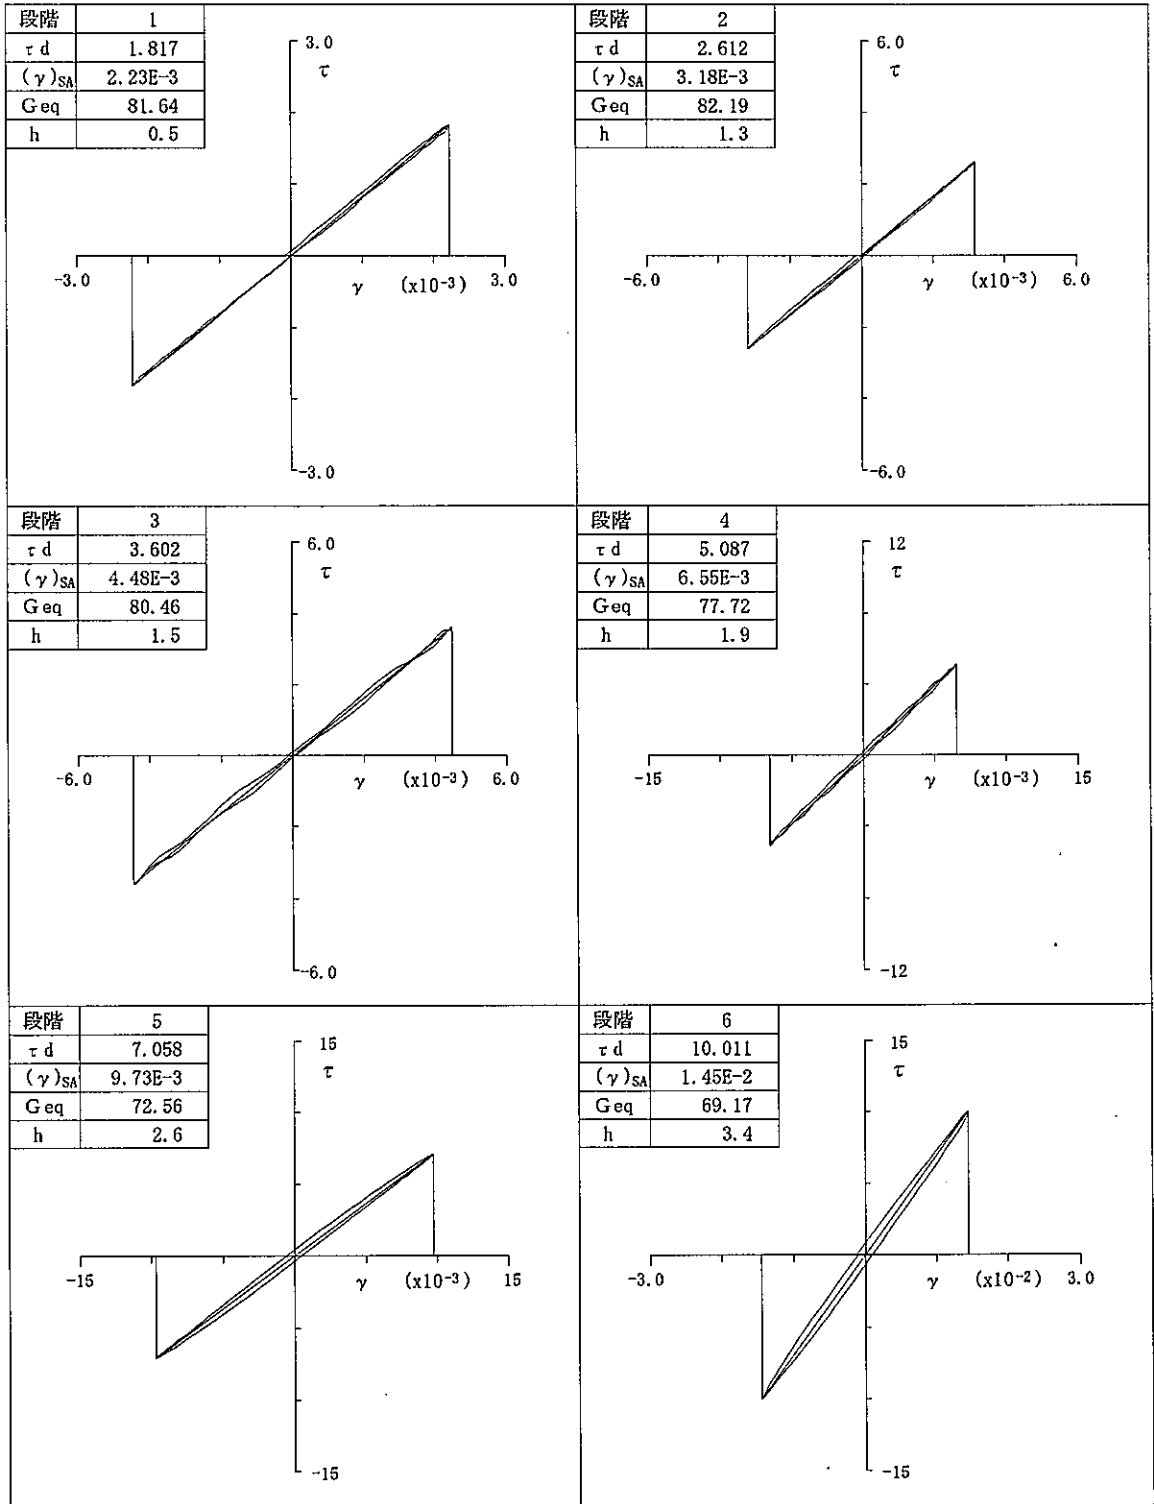 段階 1
τd 1.817
(γ)SA 2.23E-3
Geq 81.64
h 0.5
3.0
τ
-3.0 γ (x10-3) 3.0
-3.0
段階 2
τd 2.612
(γ)SA 3.18E-3
Geq 82.19
h 1.3
6.0
τ
-6.0 γ (x10-3) 6.0
-6.0
段階 3
τd 3.602
(γ)SA 4.48E-3
Geq 80.46
h 1.5
6.0
τ
-6.0 γ (x10-3) 6.0
-6.0
段階 4
τd 5.087
(γ)SA 6.55E-3
Geq 77.72
h 1.9
12
τ
-15 γ (x10-3) 15
-12
段階 5
τd 7.058
(γ)SA 9.73E-3
Geq 72.56
h 2.6
15
τ
-15 γ (x10-3) 15
-15
段階 6
τd 10.011
(γ)SA 1.45E-2
Geq 69.17
h 3.4
15
τ
-3.0 γ (x10-2) 3.0
-15